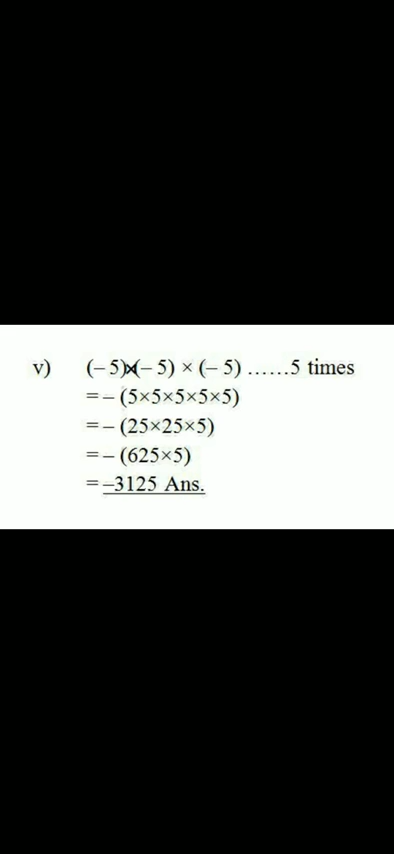 v) (– 5)×(– 5) × (– 5) ……5 times
= – (5×5×5×5×5)
= – (25×25×5)
= – (625×5)
= –3125 Ans.